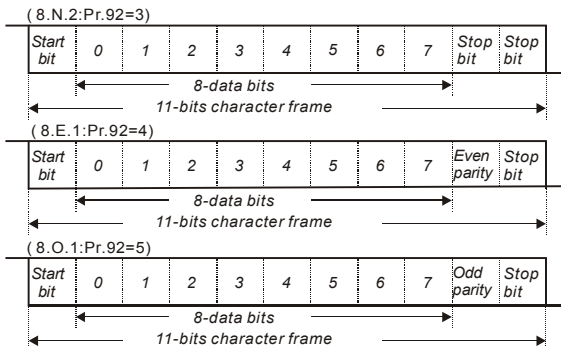 ( 8.N.2:Pr.92=3)
Start bit 0 1 2 3 4 5 6 7 Stop bit Stop bit
8-data bits
11-bits character frame
( 8.E.1:Pr.92=4)
Start bit 0 1 2 3 4 5 6 7 Even parity Stop bit
8-data bits
11-bits character frame
( 8.O.1:Pr.92=5)
Start bit 0 1 2 3 4 5 6 7 Odd parity Stop bit
8-data bits
11-bits character frame